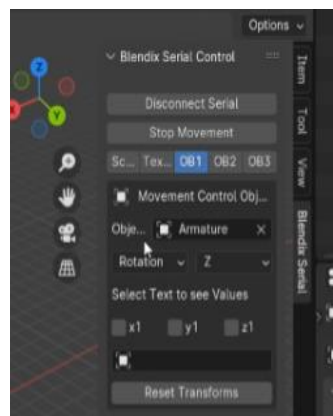 Options
Blendix Serial Control
Disconnect Serial
Stop Movement
Sc... Tex... OB1 OB2 OB3
Movement Control Obj...
Obje... Armature
Rotation Z
Select Text to see Values
x1 y1 z1
Reset Transforms
Item
Tool
View
Blendix Serial
Z
Y